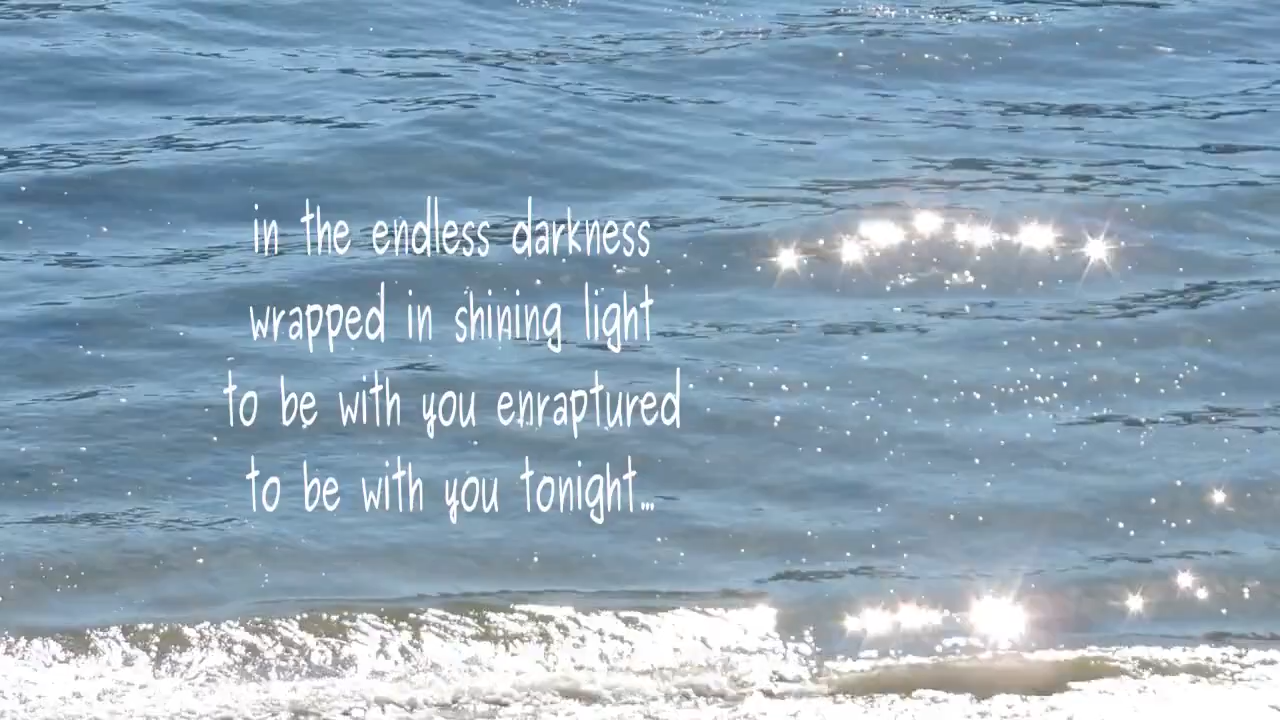 in the endless darkness
wrapped in shining light
to be with you enraptured
to be with you tonight...